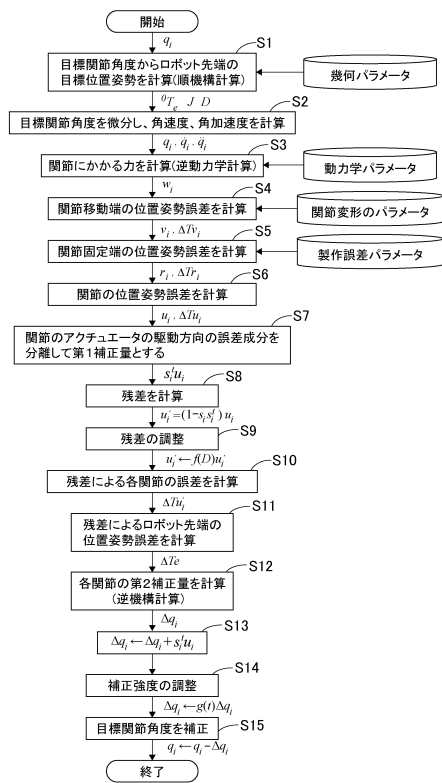 開始
q_i
S1
目標関節角度からロボット先端の
目標位置姿勢を計算(順機構計算)
幾何パラメータ
⁰T_e J D
S2
目標関節角度を微分し、角速度、角加速度を計算
q_i . q̇_i . q̈_i
S3
関節にかかる力を計算(逆動力学計算)
動力学パラメータ
w_i
S4
関節移動端の位置姿勢誤差を計算
関節変形のパラメータ
v_i . ΔTv_i
S5
関節固定端の位置姿勢誤差を計算
製作誤差パラメータ
r_i . ΔTr_i
S6
関節の位置姿勢誤差を計算
u_i . ΔTu_i
S7
関節のアクチュエータの駆動方向の誤差成分を
分離して第1補正量とする
s_i^t u_i
S8
残差を計算
u_i'=(1-s_i s_i^t) u_i
S9
残差の調整
u_i'←f(D)u_i'
S10
残差による各関節の誤差を計算
ΔTu_i'
S11
残差によるロボット先端の
位置姿勢誤差を計算
ΔTe
S12
各関節の第2補正量を計算
(逆機構計算)
Δq_i
S13
Δq_i←Δq_i+s_i^t u_i
S14
補正強度の調整
Δq_i←g(t)Δq_i
S15
目標関節角度を補正
q_i←q_i-Δq_i
終了